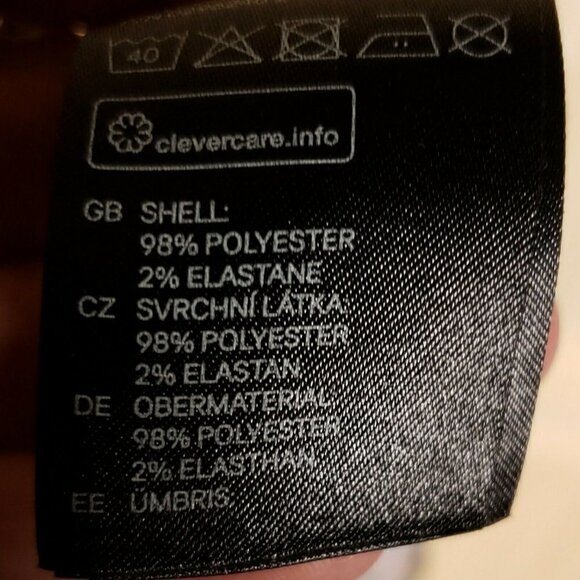 40
clevercare.info
GB SHELL:
98% POLYESTER
2% ELASTANE
CZ SVRCHNÍ LÁTKA
98% POLYESTER
2% ELASTAN
DE OBERMATERIAL:
98% POLYESTER
2% ELASTHAN
EE ÜMBRIS: